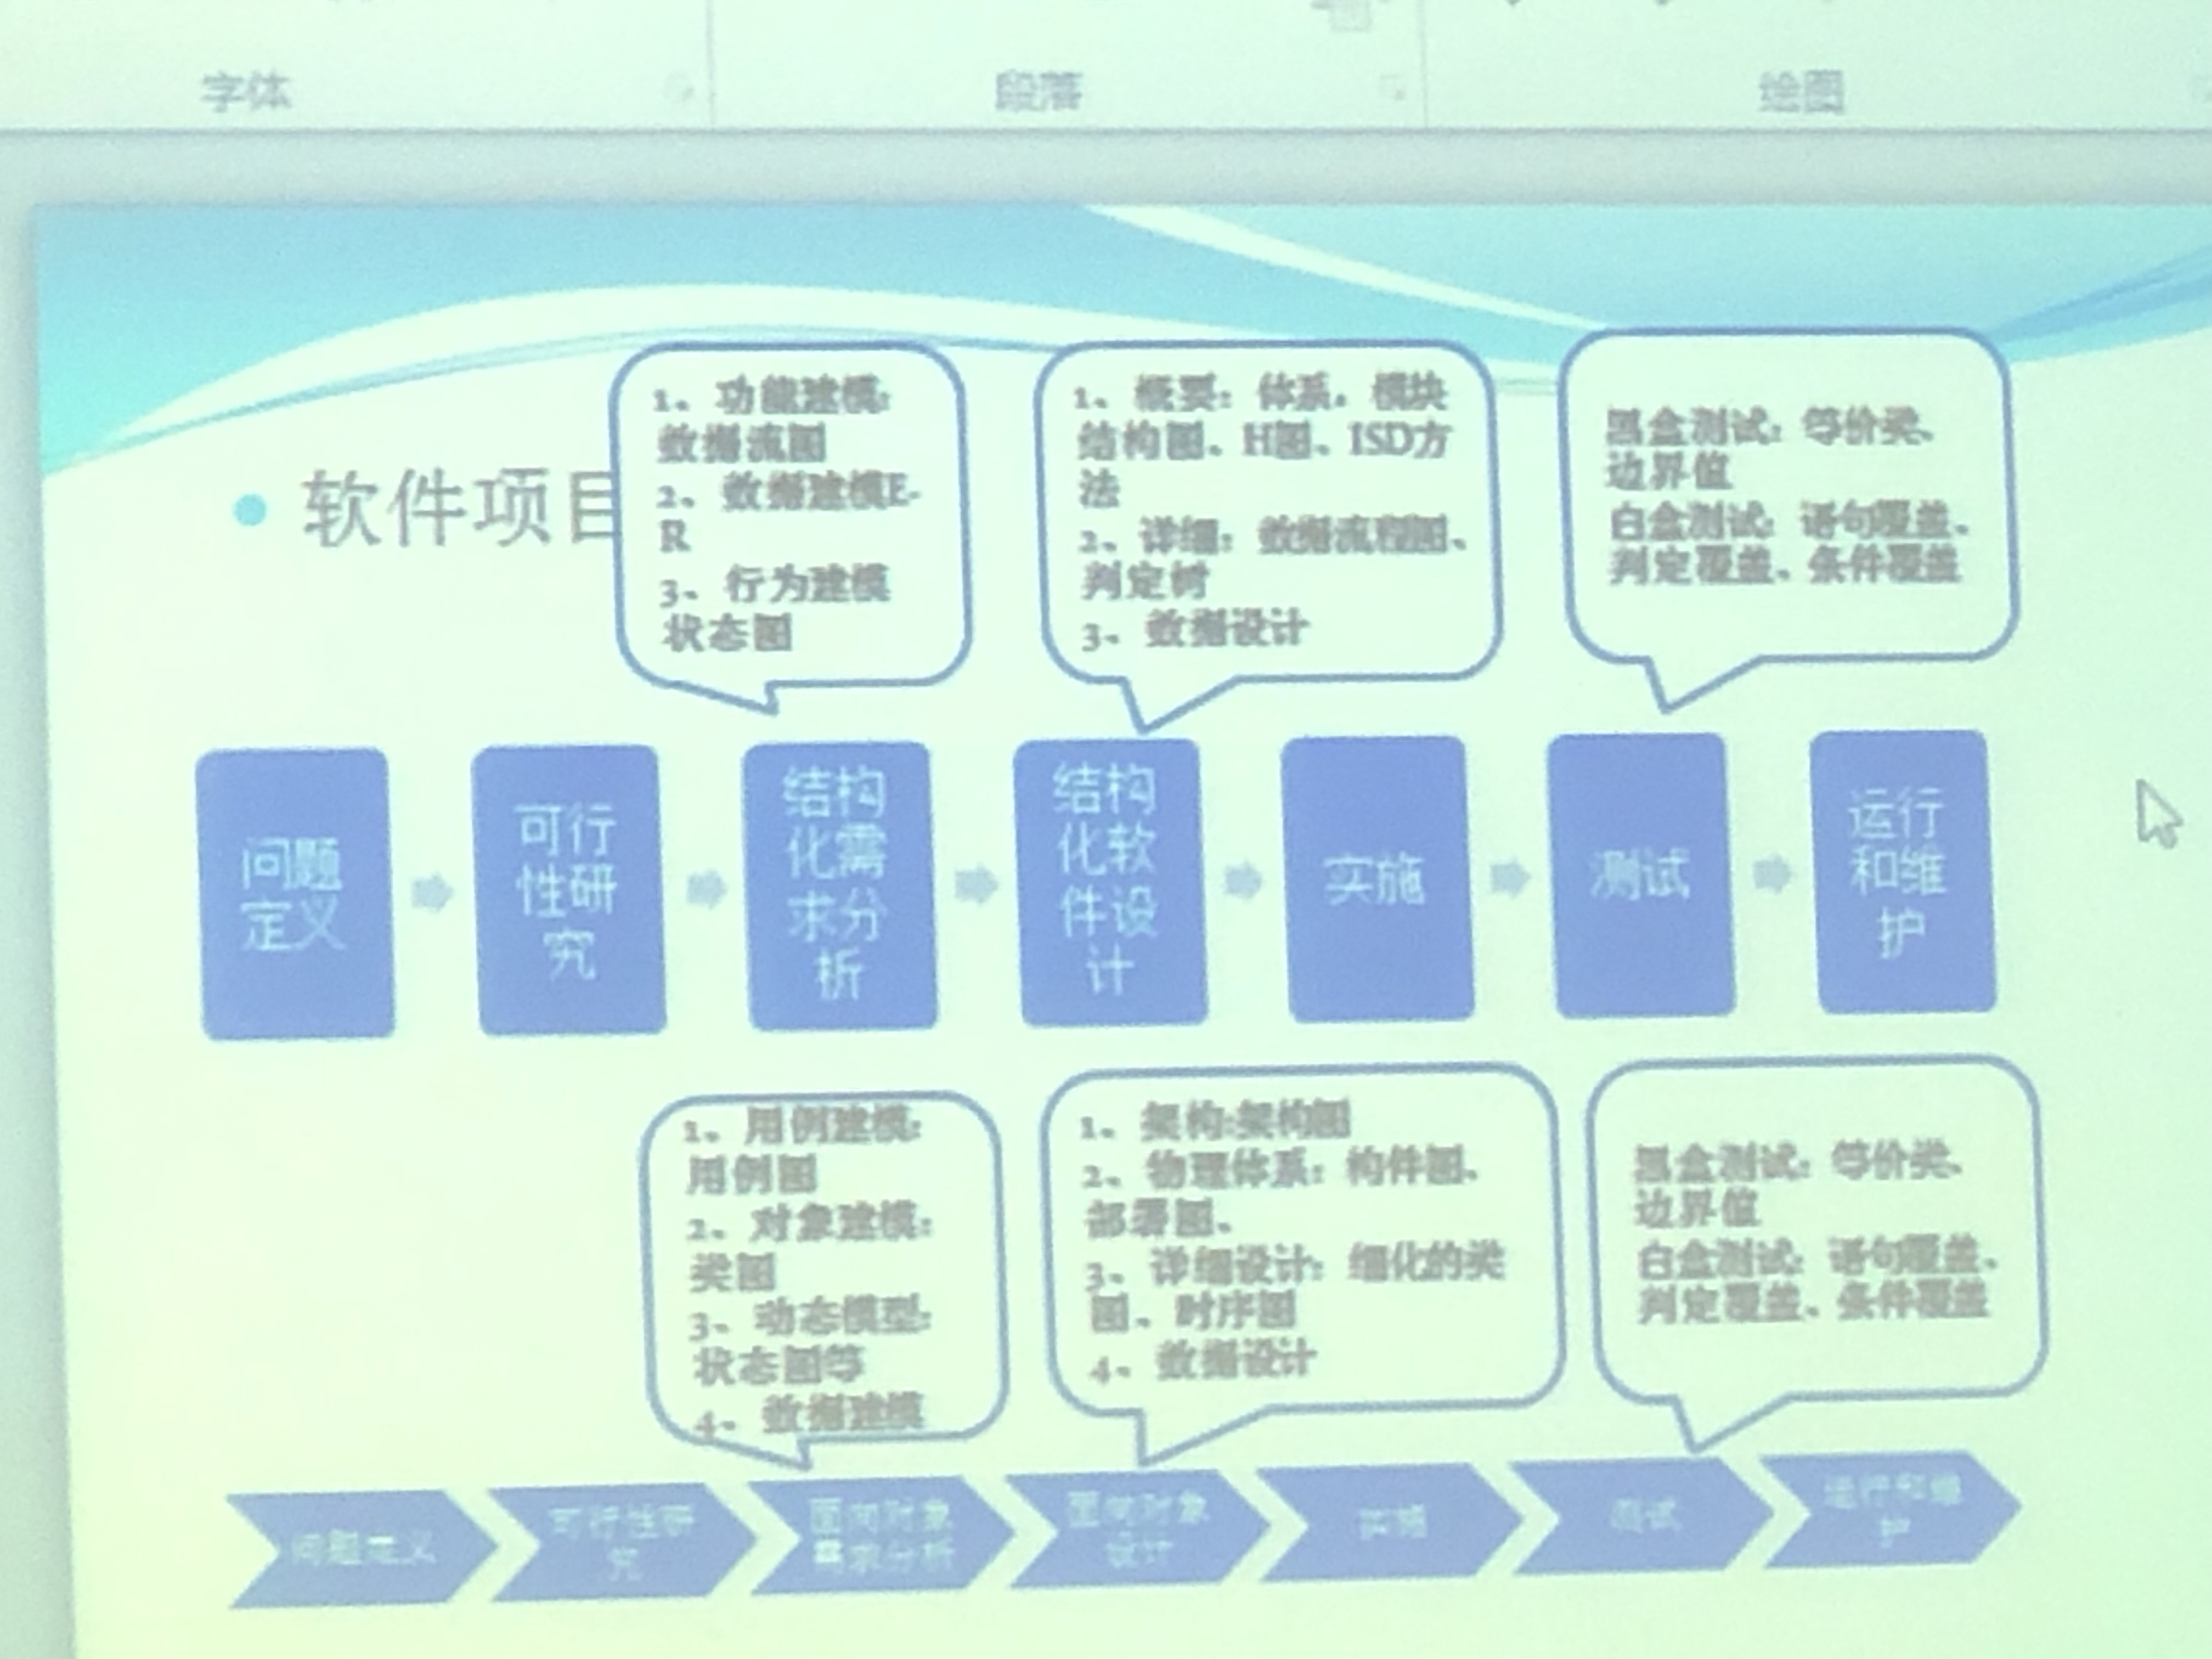 字体
段落
绘图
软件项目
1、功能建模:
数据流图
2、数据建模E-
R
3、行为建模
状态图
1、概要:体系,模块
结构图、H图、JSD方
法
2、详细:数据流程图、
判定树
3、数据设计
黑盒测试:等价类、
边界值
白盒测试:语句覆盖、
判定覆盖、条件覆盖
问题
定义
可行
性研
究
结构
化需
求分
析
结构
化软
件设
计
实施
测试
运行
和维
护
1、用例建模:
用例图
2、对象建模:
类图
3、动态模型:
状态图等
4、数据建模
1、架构:架构图
2、物理体系:构件图、
部署图、
3、详细设计:细化的类
图、时序图
4、数据设计
黑盒测试:等价类、
边界值
白盒测试:语句覆盖、
判定覆盖、条件覆盖
问题定义
可行性研
究
面向对象
需求分析
面向对象
设计
实施
测试
运行和维
护